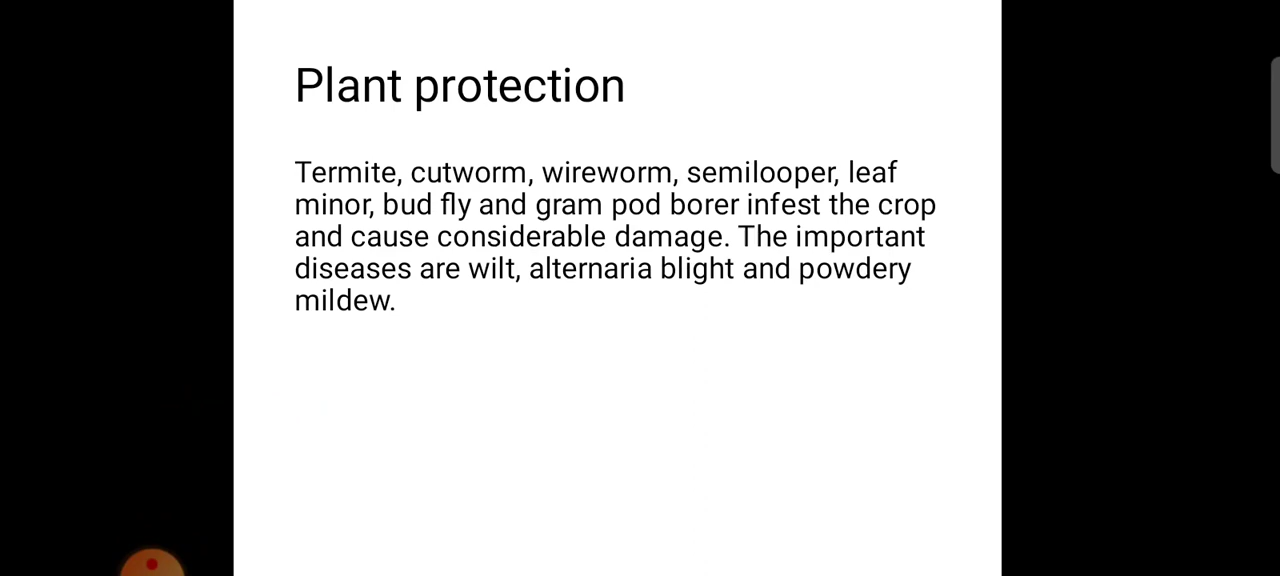 Plant protection
Termite, cutworm, wireworm, semilooper, leaf
minor, bud fly and gram pod borer infest the crop
and cause considerable damage. The important
diseases are wilt, alternaria blight and powdery
mildew.